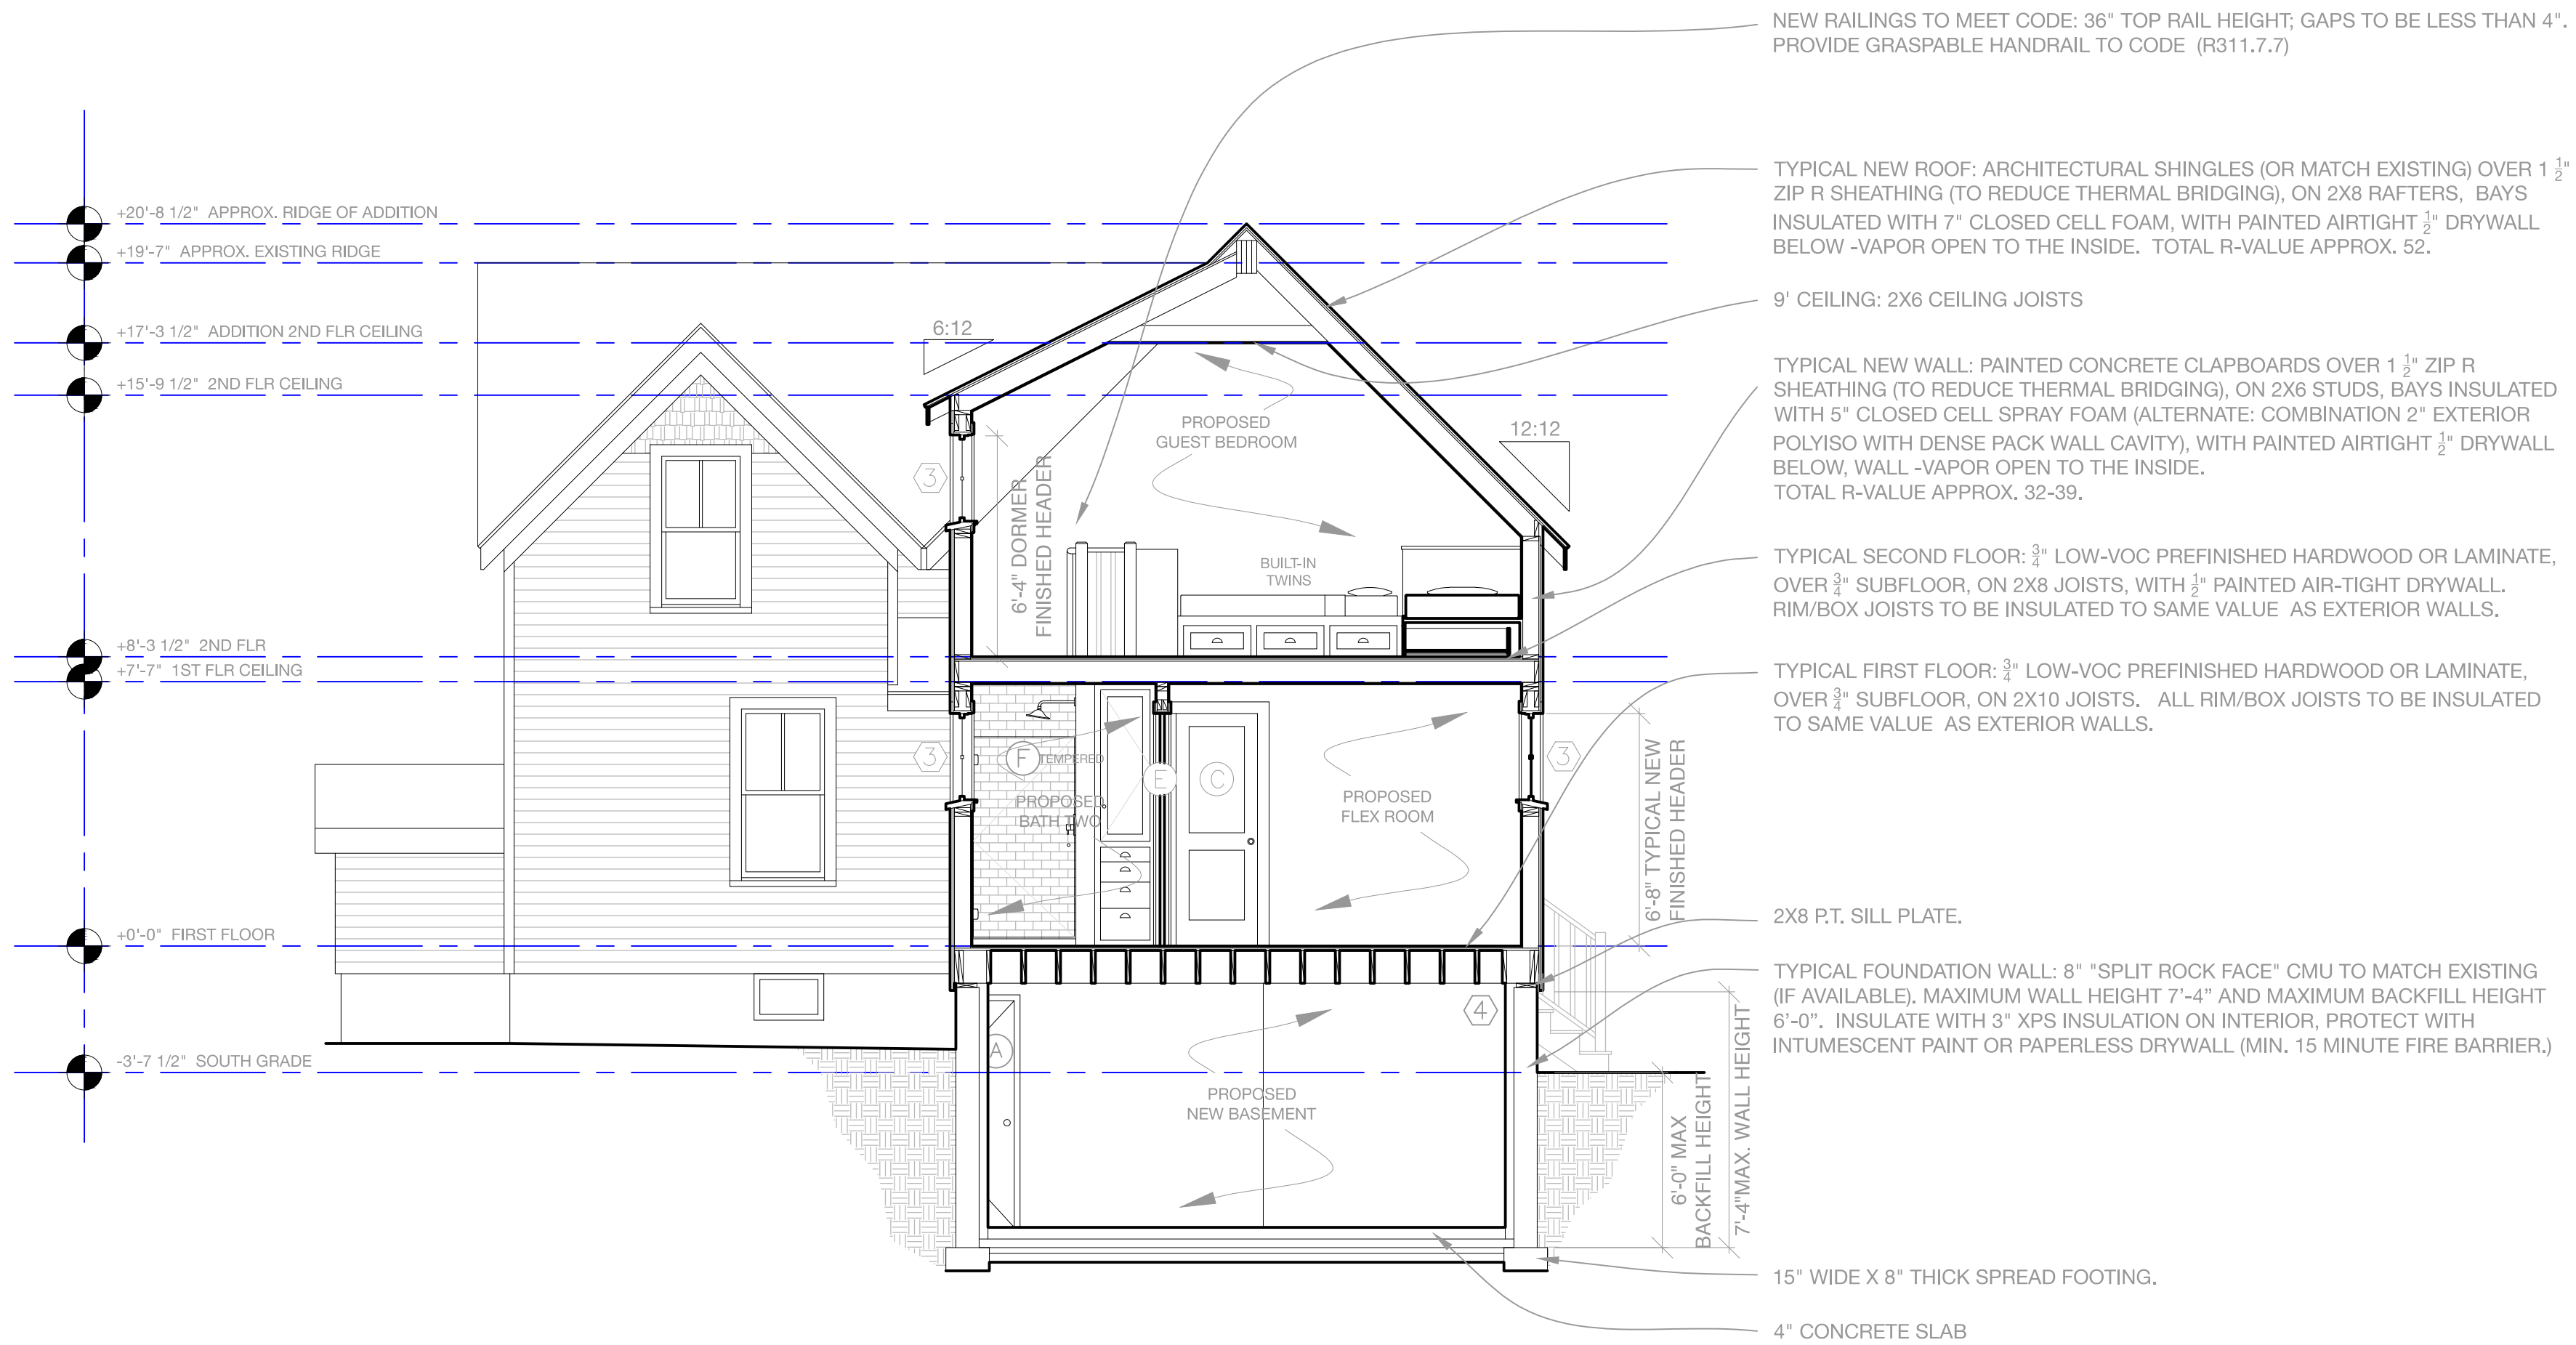 NEW RAILINGS TO MEET CODE: 36" TOP RAIL HEIGHT; GAPS TO BE LESS THAN 4".
PROVIDE GRASPABLE HANDRAIL TO CODE (R311.7.7)
TYPICAL NEW ROOF: ARCHITECTURAL SHINGLES (OR MATCH EXISTING) OVER 1 1/2"
ZIP R SHEATHING (TO REDUCE THERMAL BRIDGING), ON 2X8 RAFTERS, BAYS
INSULATED WITH 7" CLOSED CELL FOAM, WITH PAINTED AIRTIGHT 1/2" DRYWALL
BELOW -VAPOR OPEN TO THE INSIDE. TOTAL R-VALUE APPROX. 52.
9' CEILING: 2X6 CEILING JOISTS
TYPICAL NEW WALL: PAINTED CONCRETE CLAPBOARDS OVER 1 1/2" ZIP R
SHEATHING (TO REDUCE THERMAL BRIDGING), ON 2X6 STUDS, BAYS INSULATED
WITH 5" CLOSED CELL SPRAY FOAM (ALTERNATE: COMBINATION 2" EXTERIOR
POLYISO WITH DENSE PACK WALL CAVITY), WITH PAINTED AIRTIGHT 1/2" DRYWALL
BELOW, WALL -VAPOR OPEN TO THE INSIDE.
TOTAL R-VALUE APPROX. 32-39.
TYPICAL SECOND FLOOR: 3/4" LOW-VOC PREFINISHED HARDWOOD OR LAMINATE,
OVER 3/4" SUBFLOOR, ON 2X8 JOISTS, WITH 1/2" PAINTED AIR-TIGHT DRYWALL.
RIM/BOX JOISTS TO BE INSULATED TO SAME VALUE AS EXTERIOR WALLS.
TYPICAL FIRST FLOOR: 3/4" LOW-VOC PREFINISHED HARDWOOD OR LAMINATE,
OVER 3/4" SUBFLOOR, ON 2X10 JOISTS. ALL RIM/BOX JOISTS TO BE INSULATED
TO SAME VALUE AS EXTERIOR WALLS.
2X8 P.T. SILL PLATE.
TYPICAL FOUNDATION WALL: 8" "SPLIT ROCK FACE" CMU TO MATCH EXISTING
(IF AVAILABLE). MAXIMUM WALL HEIGHT 7'-4” AND MAXIMUM BACKFILL HEIGHT
6'-0”. INSULATE WITH 3" XPS INSULATION ON INTERIOR, PROTECT WITH
INTUMESCENT PAINT OR PAPERLESS DRYWALL (MIN. 15 MINUTE FIRE BARRIER.)
15" WIDE X 8" THICK SPREAD FOOTING.
4" CONCRETE SLAB
+20'-8 1/2" APPROX. RIDGE OF ADDITION
+19'-7" APPROX. EXISTING RIDGE
+17'-3 1/2" ADDITION 2ND FLR CEILING
+15'-9 1/2" 2ND FLR CEILING
+8'-3 1/2" 2ND FLR
+7'-7" 1ST FLR CEILING
+0'-0" FIRST FLOOR
-3'-7 1/2" SOUTH GRADE
6:12
12:12
PROPOSED
GUEST BEDROOM
3
6'-4" DORMER
FINISHED HEADER
BUILT-IN
TWINS
3
F
TEMPERED
PROPOSED
BATH TWO
E
C
PROPOSED
FLEX ROOM
3
6'-8" TYPICAL NEW
FINISHED HEADER
4
A
PROPOSED
NEW BASEMENT
6'-0" MAX
BACKFILL HEIGHT
7'-4"MAX. WALL HEIGHT